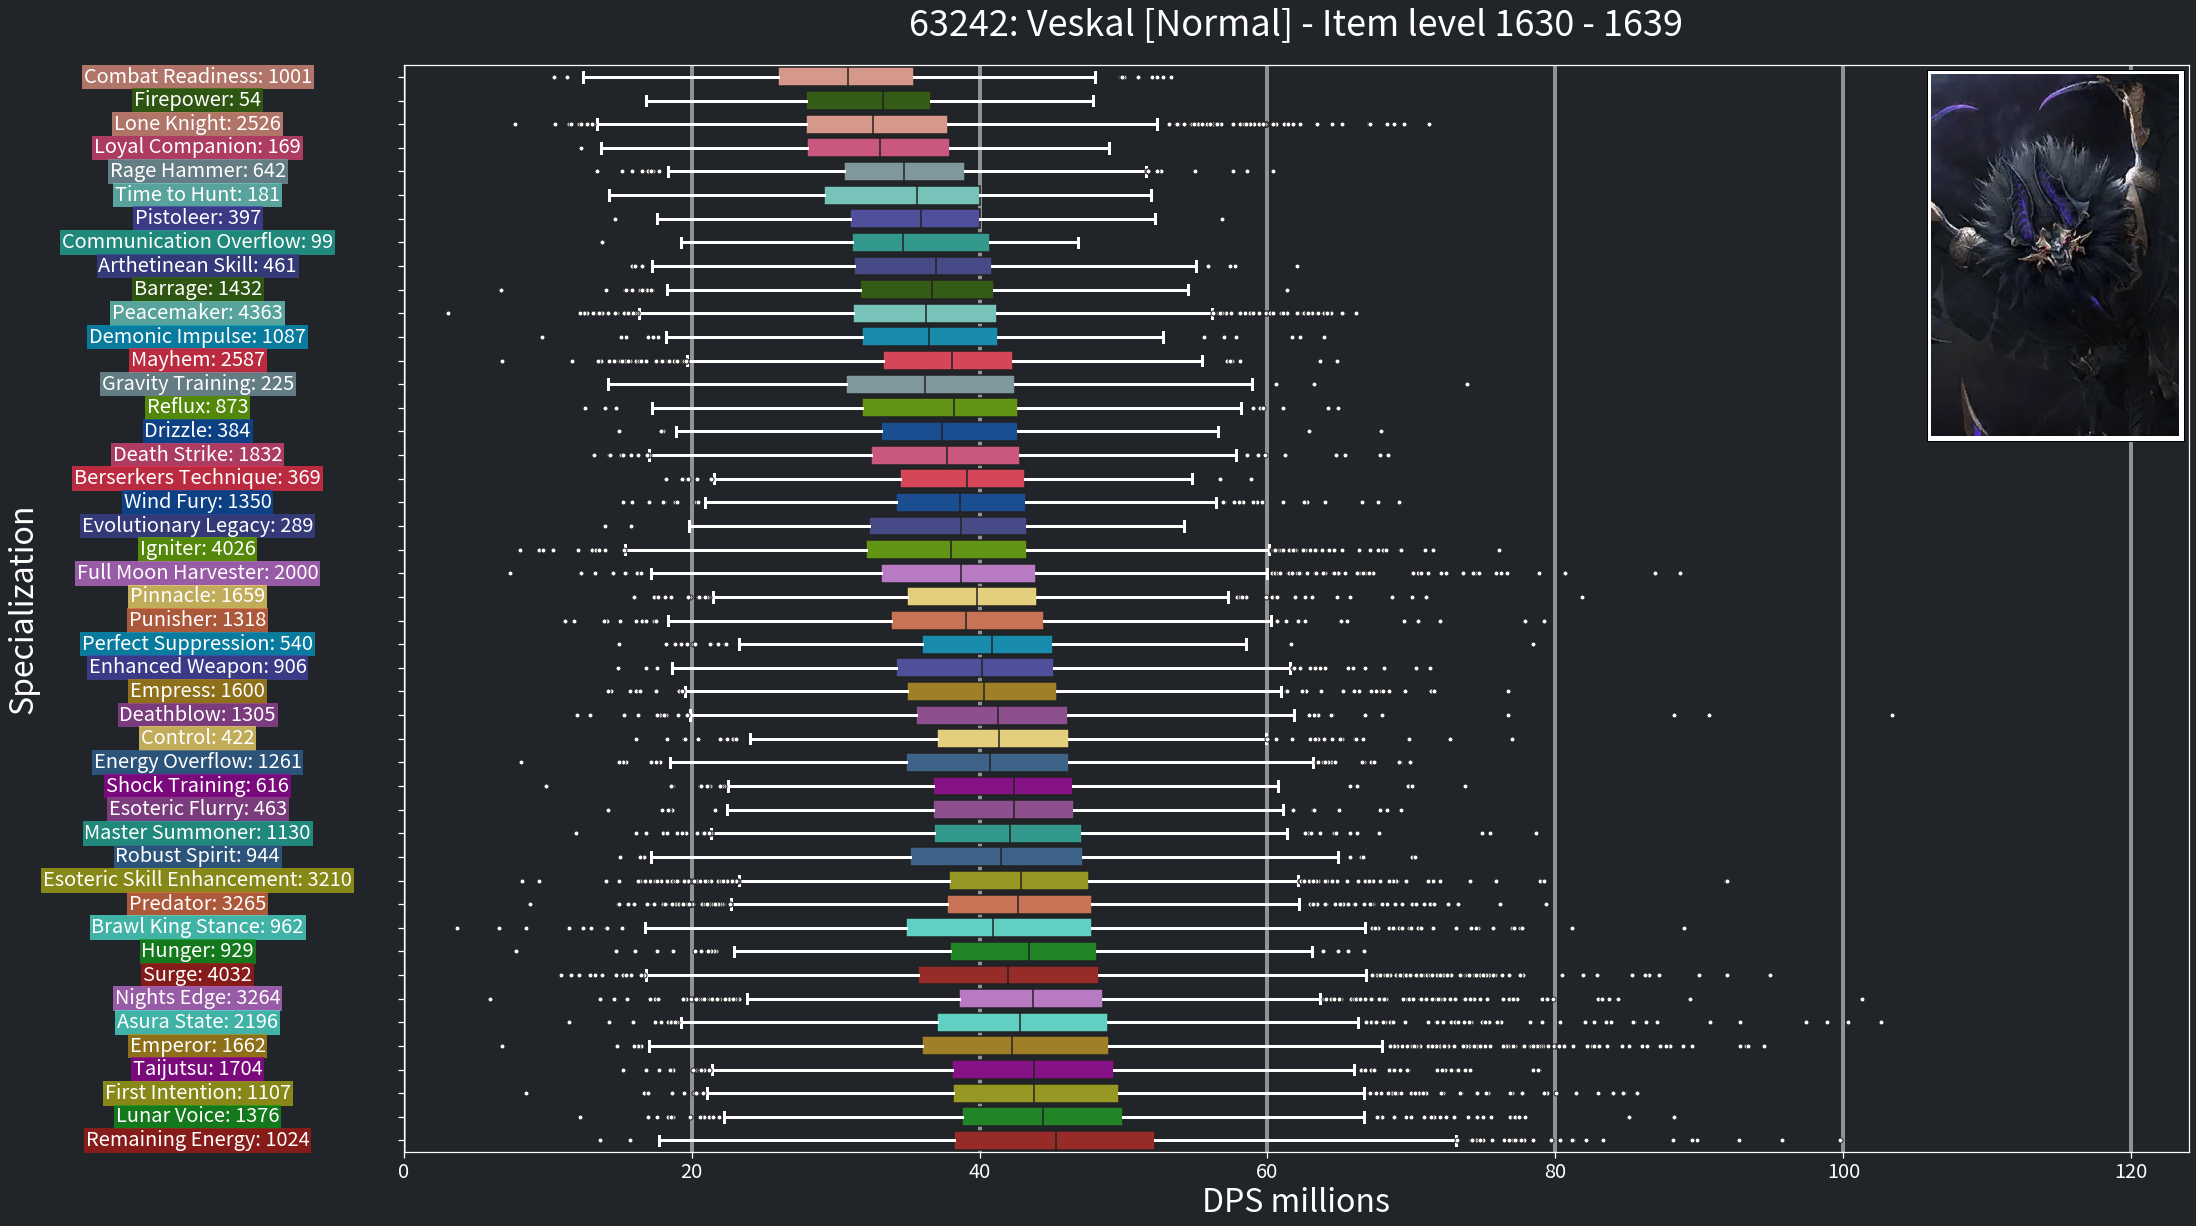 63242: Veskal [Normal] - Item level 1630 - 1639
Combat Readiness: 1001
Firepower: 54
Lone Knight: 2526
Loyal Companion: 169
Rage Hammer: 642
Time to Hunt: 181
Pistoleer: 397
Communication Overflow: 99
Arthetinean Skill: 461
Barrage: 1432
Peacemaker: 4363
Demonic Impulse: 1087
Mayhem: 2587
Gravity Training: 225
Reflux: 873
Drizzle: 384
Death Strike: 1832
Berserkers Technique: 369
Wind Fury: 1350
Evolutionary Legacy: 289
Igniter: 4026
Full Moon Harvester: 2000
Pinnacle: 1659
Punisher: 1318
Perfect Suppression: 540
Enhanced Weapon: 906
Empress: 1600
Deathblow: 1305
Control: 422
Energy Overflow: 1261
Shock Training: 616
Esoteric Flurry: 463
Master Summoner: 1130
Robust Spirit: 944
Esoteric Skill Enhancement: 3210
Predator: 3265
Brawl King Stance: 962
Hunger: 929
Surge: 4032
Nights Edge: 3264
Asura State: 2196
Emperor: 1662
Taijutsu: 1704
First Intention: 1107
Lunar Voice: 1376
Remaining Energy: 1024
Specialization
0 20 40 60 80 100 120
DPS millions